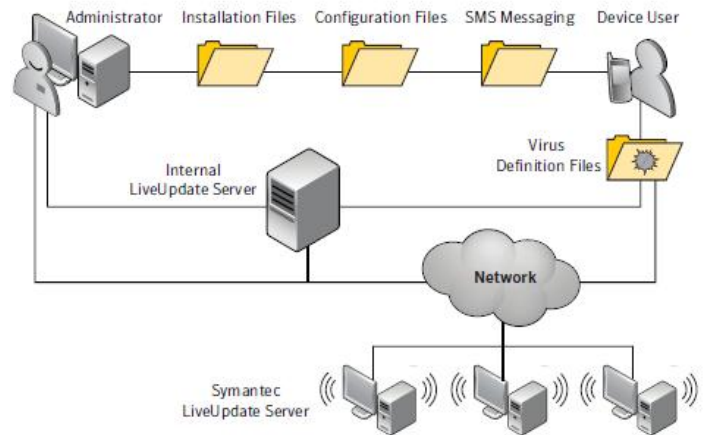 Administrator
Installation Files
Configuration Files
SMS Messaging
Device User
Virus
Definition Files
Internal
LiveUpdate Server
Network
Symantec
LiveUpdate Server